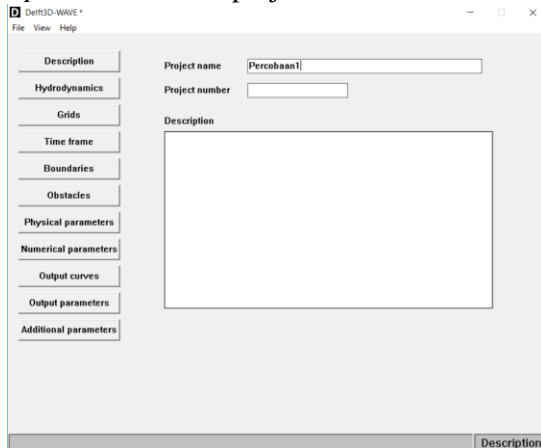 Delft3D-WAVE *
File View Help
Description
Hydrodynamics
Grids
Time frame
Boundaries
Obstacles
Physical parameters
Numerical parameters
Output curves
Output parameters
Additional parameters
Project name Percobaan1
Project number
Description
Description